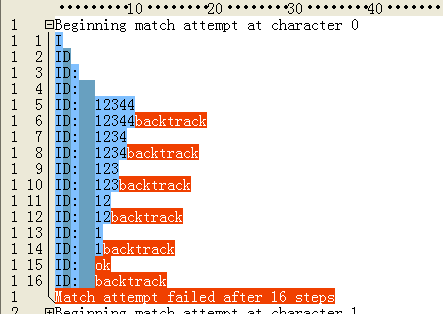 10 20 30 40
1 Beginning match attempt at character 0
1 1 I
1 2 ID
1 3 ID:
1 4 ID:
1 5 ID: 12344
1 6 ID: 12344backtrack
1 7 ID: 1234
1 8 ID: 1234backtrack
1 9 ID: 123
1 10 ID: 123backtrack
1 11 ID: 12
1 12 ID: 12backtrack
1 13 ID: 1
1 14 ID: 1backtrack
1 15 ID: ok
1 16 ID: backtrack
1 Match attempt failed after 16 steps
2 Beginning match attempt at character 1